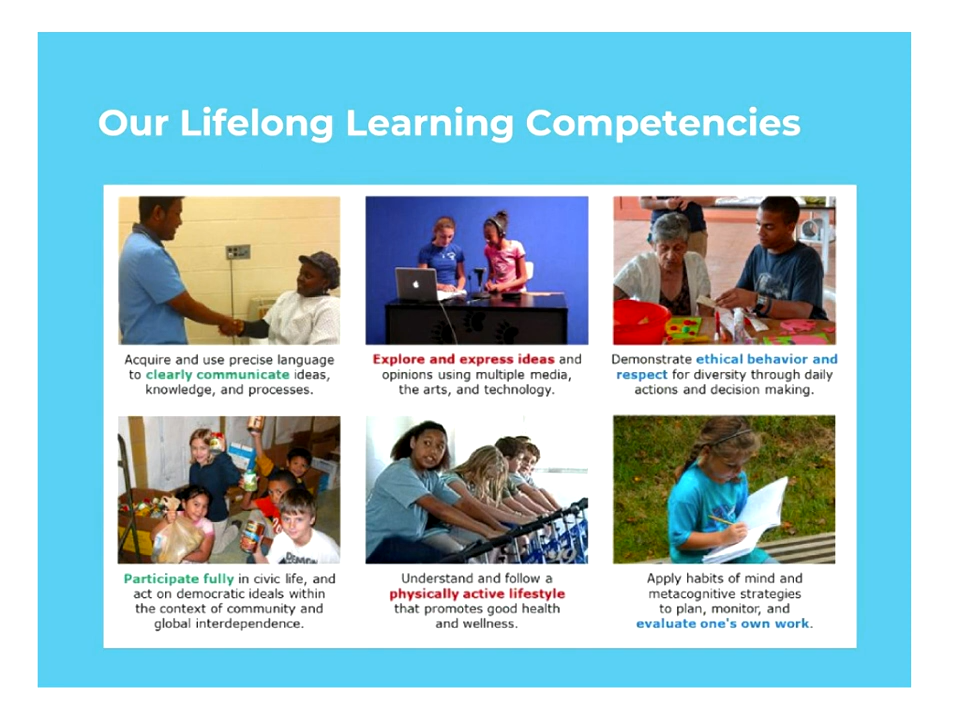 Our Lifelong Learning Competencies
Acquire and use precise language
to clearly communicate ideas,
knowledge, and processes.
Explore and express ideas and
opinions using multiple media,
the arts, and technology.
Demonstrate ethical behavior and
respect for diversity through daily
actions and decision making.
DEMON
Participate fully in civic life, and
act on democratic ideals within
the context of community and
global interdependence.
Understand and follow a
physically active lifestyle
that promotes good health
and wellness.
Apply habits of mind and
metacognitive strategies
to plan, monitor, and
evaluate one's own work.